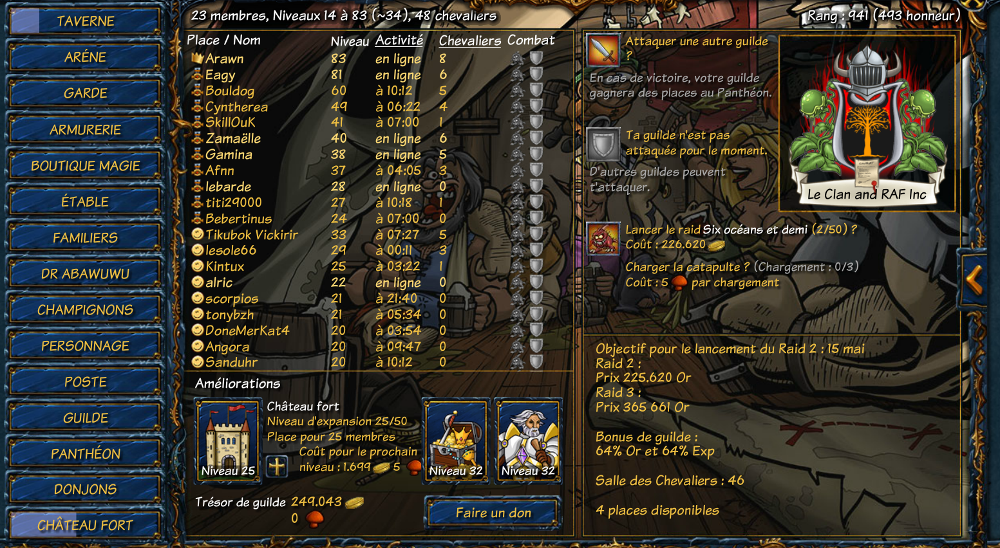 TAVERNE
ARÉNE
GARDE
ARMURERIE
BOUTIQUE MAGIE
ÉTABLE
FAMILIERS
DR ABAWUWU
CHAMPIGNONS
PERSONNAGE
POSTE
GUILDE
PANTHÉON
DONJONS
CHÂTEAU FORT
23 membres, Niveaux 14 à 83 (~34), 48 chevaliers
Place / Nom Niveau Activité Chevaliers Combat
Arawn 83 en ligne 8
Eagy 81 en ligne 6
Bouldog 60 à 10:12 5
Cyntherea 49 à 06:22 4
SkillOuK 41 à 07:00 1
Zamaëlle 40 en ligne 6
Gamina 38 en ligne 5
Afnn 37 à 04:05 3
lebarde 28 en ligne 0
titi29000 27 à 10:18 1
Bebertinus 24 à 07:00 0
Tikubok Vickirir 33 à 07:27 5
lesole66 29 à 00:11 3
Kintux 25 à 03:22 1
alric 22 en ligne 0
scorpios 21 à 21:40 0
tonybzh 21 à 05:34 0
DoneMerKat4 20 à 03:54 0
Angora 20 à 09:47 0
Sanduhr 20 à 10:12 0
Améliorations
Château fort
Niveau d'expansion 25/50
Place pour 25 membres
Coût pour le prochain
niveau : 1.699 5
Niveau 25
Niveau 32
Niveau 32
Trésor de guilde 249.043
0
Faire un don
Rang : 941 (493 honneur)
Attaquer une autre guilde
?
En cas de victoire, votre guilde
gagnera des places au Panthéon.
Ta guilde n'est pas
attaquée pour le moment.
D'autres guildes peuvent
t'attaquer.
Le Clan and RAF Inc
Lancer le raid Six océans et demi (2/50) ?
Coût : 226.620
Charger la catapulte ? (Chargement : 0/3)
Coût : 5 par chargement
Objectif pour le lancement du Raid 2 : 15 mai
Raid 2 :
Prix 225.620 Or
Raid 3 :
Prix 365 661 Or
Bonus de guilde :
64% Or et 64% Exp
Salle des Chevaliers : 46
4 places disponibles